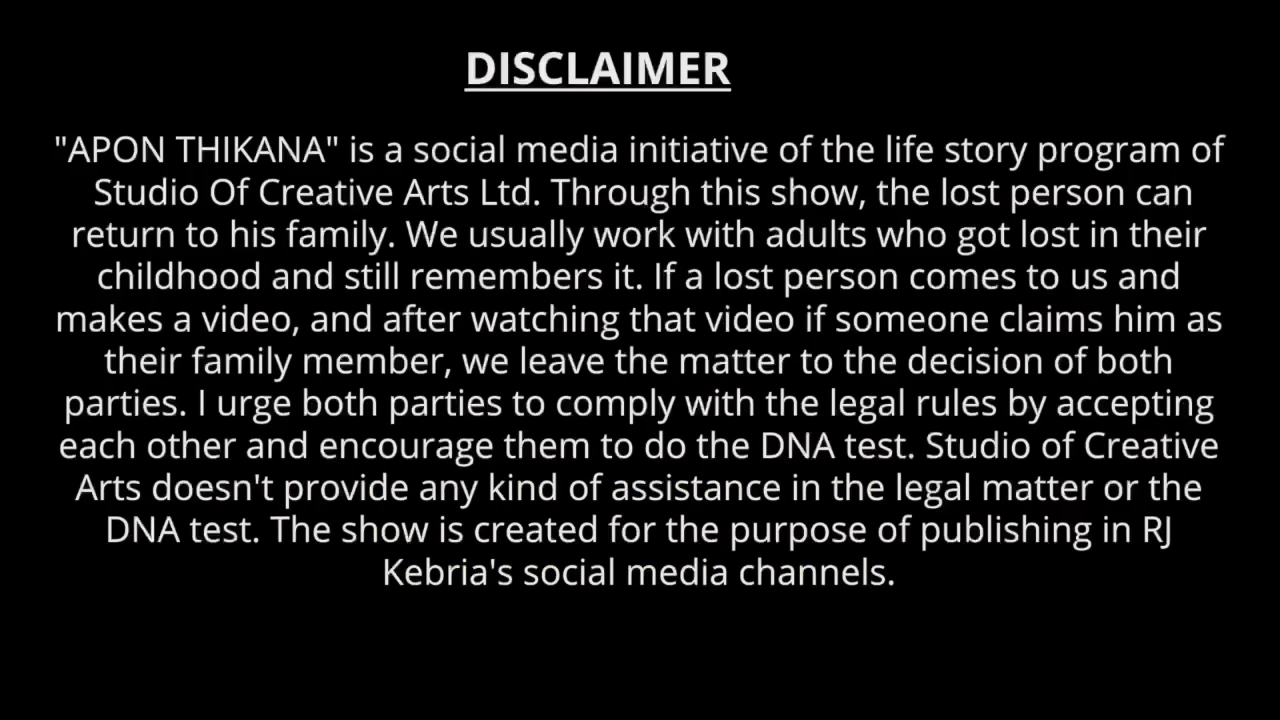 DISCLAIMER
"APON THIKANA" is a social media initiative of the life story program of
Studio Of Creative Arts Ltd. Through this show, the lost person can
return to his family. We usually work with adults who got lost in their
childhood and still remembers it. If a lost person comes to us and
makes a video, and after watching that video if someone claims him as
their family member, we leave the matter to the decision of both
parties. I urge both parties to comply with the legal rules by accepting
each other and encourage them to do the DNA test. Studio of Creative
Arts doesn't provide any kind of assistance in the legal matter or the
DNA test. The show is created for the purpose of publishing in RJ
Kebria's social media channels.